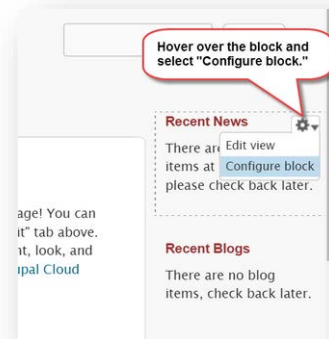 Hover over the block and
select "Configure block."
Recent News
There are
items at
please check back later.
Edit view
Configure block
age! You can
it" tab above.
nt, look, and
upal Cloud
Recent Blogs
There are no blog
items, check back later.